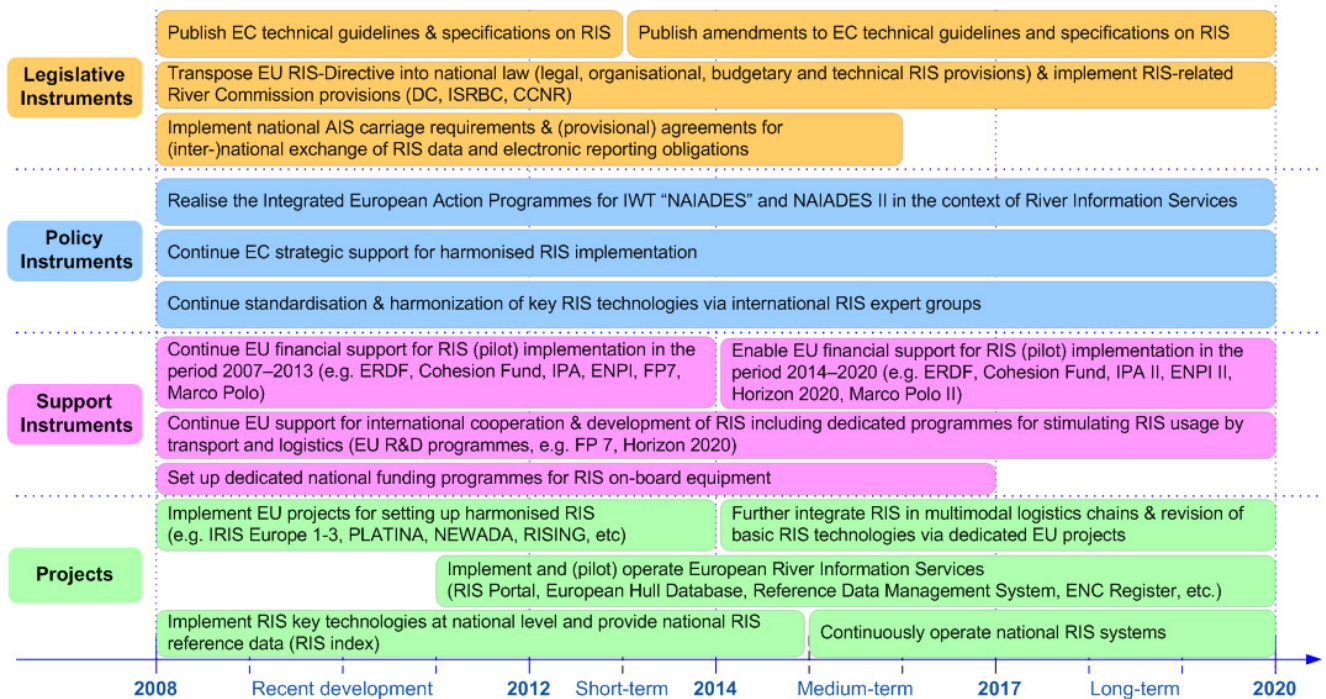 Legislative
Instruments
Publish EC technical guidelines & specifications on RIS
Publish amendments to EC technical guidelines and specifications on RIS
Transpose EU RIS-Directive into national law (legal, organisational, budgetary and technical RIS provisions) & implement RIS-related
River Commission provisions (DC, ISRBC, CCNR)
Implement national AIS carriage requirements & (provisional) agreements for
(inter-)national exchange of RIS data and electronic reporting obligations
Policy
Instruments
Realise the Integrated European Action Programmes for IWT “NAIADES” and NAIADES II in the context of River Information Services
Continue EC strategic support for harmonised RIS implementation
Continue standardisation & harmonization of key RIS technologies via international RIS expert groups
Support
Instruments
Continue EU financial support for RIS (pilot) implementation in the
period 2007–2013 (e.g. ERDF, Cohesion Fund, IPA, ENPI, FP7,
Marco Polo)
Enable EU financial support for RIS (pilot) implementation in the
period 2014–2020 (e.g. ERDF, Cohesion Fund, IPA II, ENPI II,
Horizon 2020, Marco Polo II)
Continue EU support for international cooperation & development of RIS including dedicated programmes for stimulating RIS usage by
transport and logistics (EU R&D programmes, e.g. FP 7, Horizon 2020)
Set up dedicated national funding programmes for RIS on-board equipment
Projects
Implement EU projects for setting up harmonised RIS
(e.g. IRIS Europe 1-3, PLATINA, NEWADA, RISING, etc)
Further integrate RIS in multimodal logistics chains & revision of
basic RIS technologies via dedicated EU projects
Implement and (pilot) operate European River Information Services
(RIS Portal, European Hull Database, Reference Data Management System, ENC Register, etc.)
Implement RIS key technologies at national level and provide national RIS
reference data (RIS index)
Continuously operate national RIS systems
2008 Recent development 2012 Short-term 2014 Medium-term 2017 Long-term 2020